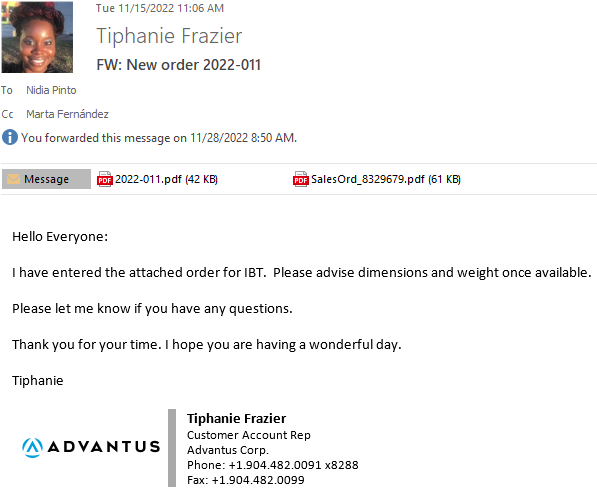 Tue 11/15/2022 11:06 AM
Tiphanie Frazier
FW: New order 2022-011
To Nidia Pinto
Cc Marta Fernández
You forwarded this message on 11/28/2022 8:50 AM.
Message 2022-011.pdf (42 KB) SalesOrd_8329679.pdf (61 KB)
Hello Everyone:
I have entered the attached order for IBT.  Please advise dimensions and weight once available.
Please let me know if you have any questions.
Thank you for your time. I hope you are having a wonderful day.
Tiphanie
Tiphanie Frazier
Customer Account Rep
ADVANTUS
Advantus Corp.
Phone: +1.904.482.0091 x8288
Fax: +1.904.482.0099